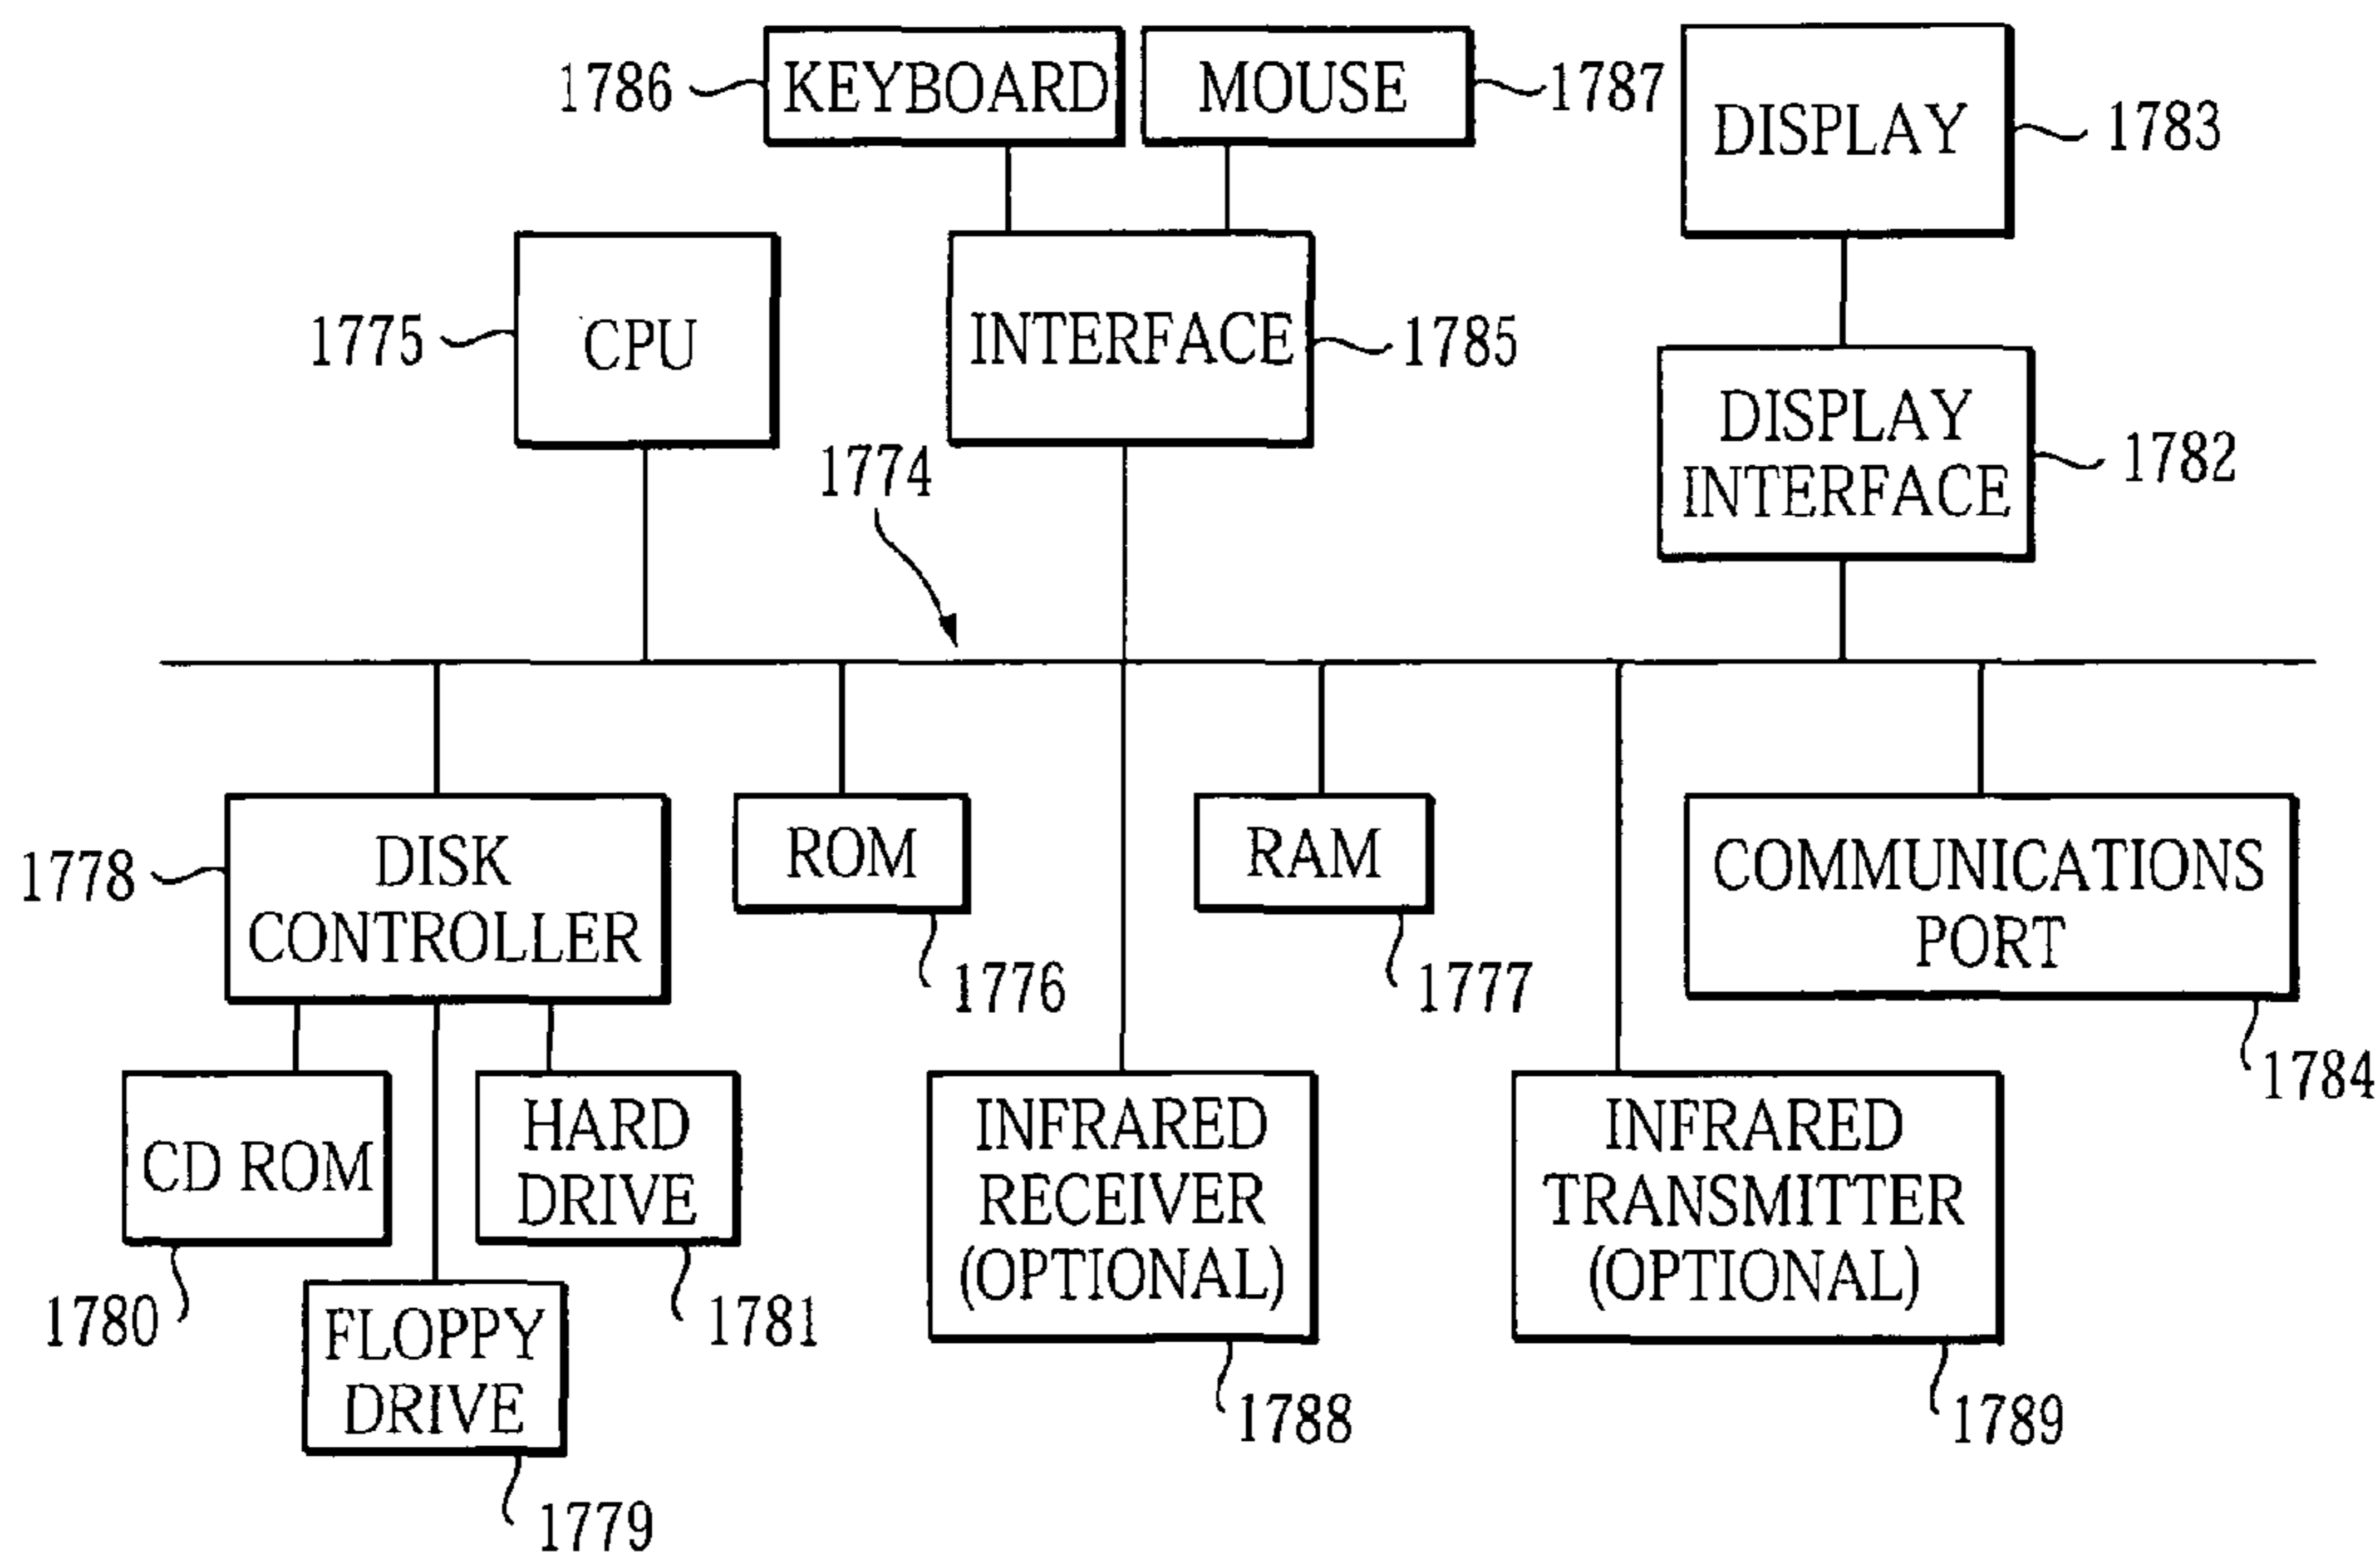 1786
KEYBOARD
MOUSE
1787
DISPLAY
1783
1775
CPU
INTERFACE
1785
DISPLAY
INTERFACE
1782
1774
1778
DISK
CONTROLLER
ROM
1776
RAM
1777
COMMUNICATIONS
PORT
1784
CD ROM
1780
HARD
DRIVE
1781
FLOPPY
DRIVE
1779
INFRARED
RECEIVER
(OPTIONAL)
1788
INFRARED
TRANSMITTER
(OPTIONAL)
1789